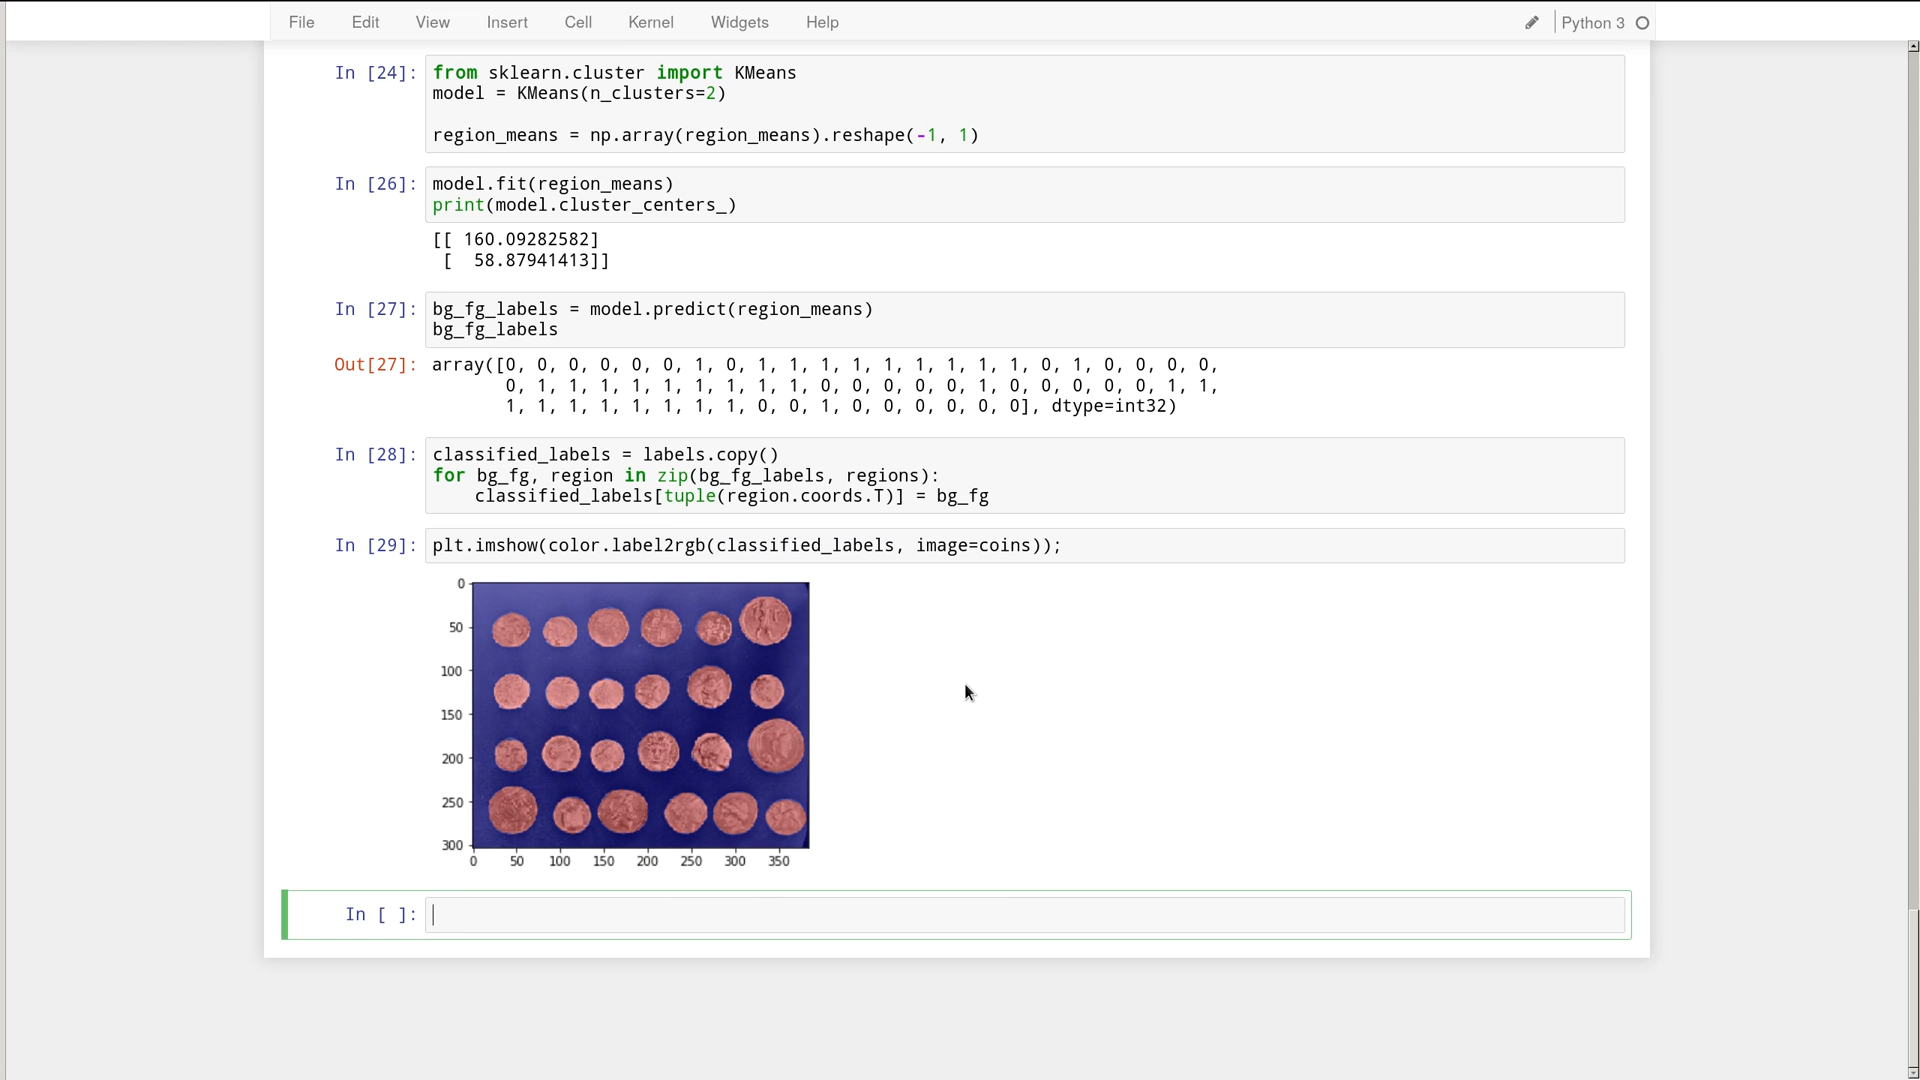 File Edit View Insert Cell Kernel Widgets Help Python 3
In [24]: from sklearn.cluster import KMeans
model = KMeans(n_clusters=2)
region_means = np.array(region_means).reshape(-1, 1)
In [26]: model.fit(region_means)
print(model.cluster_centers_)
[[ 160.09282582]
[ 58.87941413]]
In [27]: bg_fg_labels = model.predict(region_means)
bg_fg_labels
Out[27]: array([0, 0, 0, 0, 0, 0, 1, 0, 1, 1, 1, 1, 1, 1, 1, 1, 1, 0, 1, 0, 0, 0, 0,
0, 1, 1, 1, 1, 1, 1, 1, 1, 1, 0, 0, 0, 0, 0, 1, 0, 0, 0, 0, 0, 1, 1,
1, 1, 1, 1, 1, 1, 1, 1, 0, 0, 1, 0, 0, 0, 0, 0, 0], dtype=int32)
In [28]: classified_labels = labels.copy()
for bg_fg, region in zip(bg_fg_labels, regions):
classified_labels[tuple(region.coords.T)] = bg_fg
In [29]: plt.imshow(color.label2rgb(classified_labels, image=coins));
0
50
100
150
200
250
300
0 50 100 150 200 250 300 350
In [ ]: